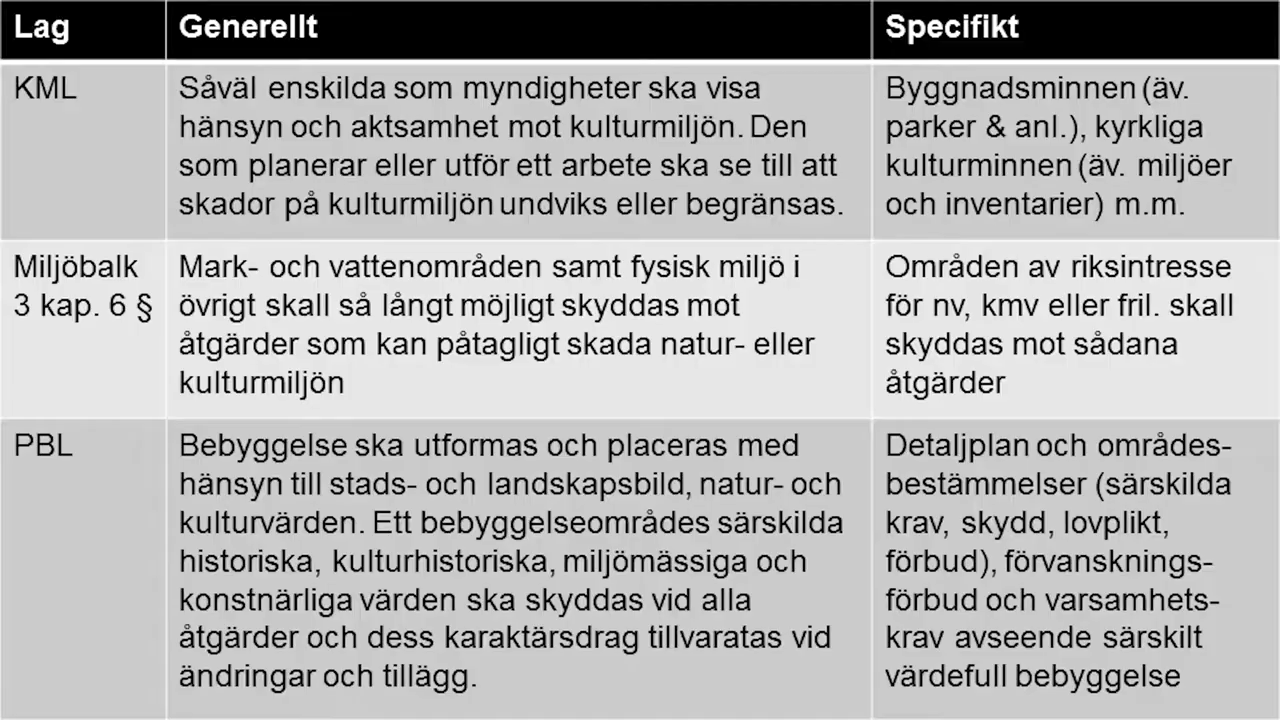 Lag
Generellt
Specifikt
KML
Såväl enskilda som myndigheter ska visa
hänsyn och aktsamhet mot kulturmiljön. Den
som planerar eller utför ett arbete ska se till att
skador på kulturmiljön undviks eller begränsas.
Byggnadsminnen (äv.
parker & anl.), kyrkliga
kulturminnen (äv. miljöer
och inventarier) m.m.
Miljöbalk
3 kap. 6 §
Mark- och vattenområden samt fysisk miljö i
övrigt skall så långt möjligt skyddas mot
åtgärder som kan påtagligt skada natur- eller
kulturmiljön
Områden av riksintresse
för nv, kmv eller fril. skall
skyddas mot sådana
åtgärder
PBL
Bebyggelse ska utformas och placeras med
hänsyn till stads- och landskapsbild, natur- och
kulturvärden. Ett bebyggelseområdes särskilda
historiska, kulturhistoriska, miljömässiga och
konstnärliga värden ska skyddas vid alla
åtgärder och dess karaktärsdrag tillvaratas vid
ändringar och tillägg.
Detaljplan och områdes-
bestämmelser (särskilda
krav, skydd, lovplikt,
förbud), förvansknings-
förbud och varsamhets-
krav avseende särskilt
värdefull bebyggelse